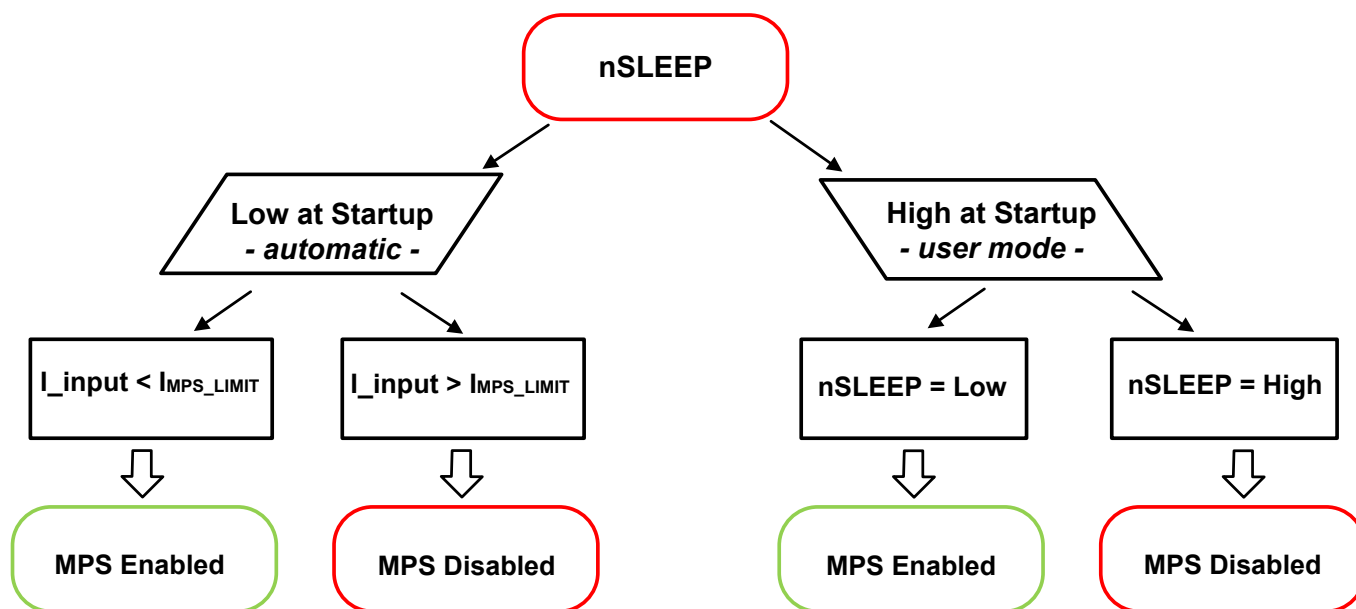 nSLEEP
Low at Startup
- automatic -
High at Startup
- user mode -
I_input < IMPS_LIMIT
I_input > IMPS_LIMIT
nSLEEP = Low
nSLEEP = High
MPS Enabled
MPS Disabled
MPS Enabled
MPS Disabled